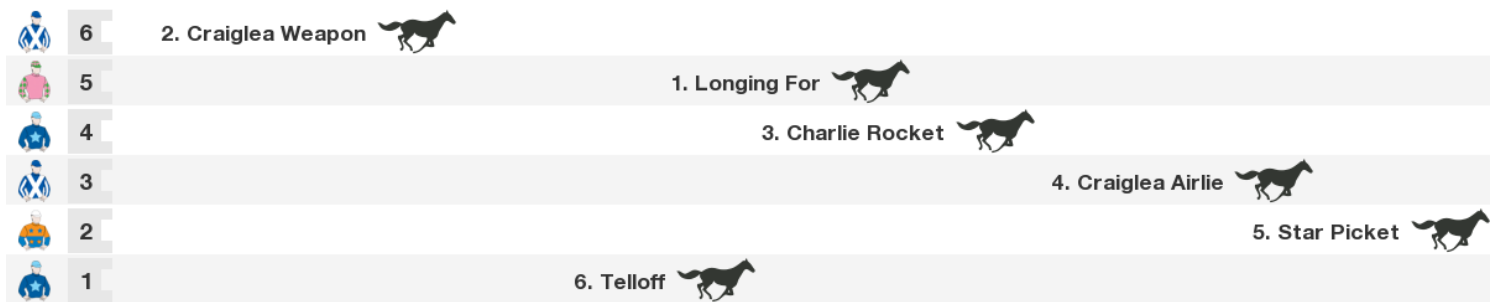 6 2. Craiglea Weapon
5 1. Longing For
4 3. Charlie Rocket
3 4. Craiglea Airlie
2 5. Star Picket
1 6. Telloff